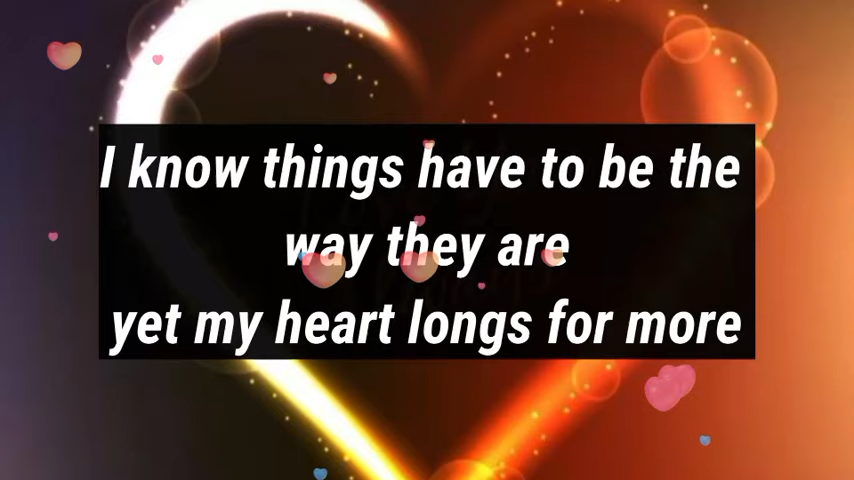 I know things have to be the
way they are
yet my heart longs for more